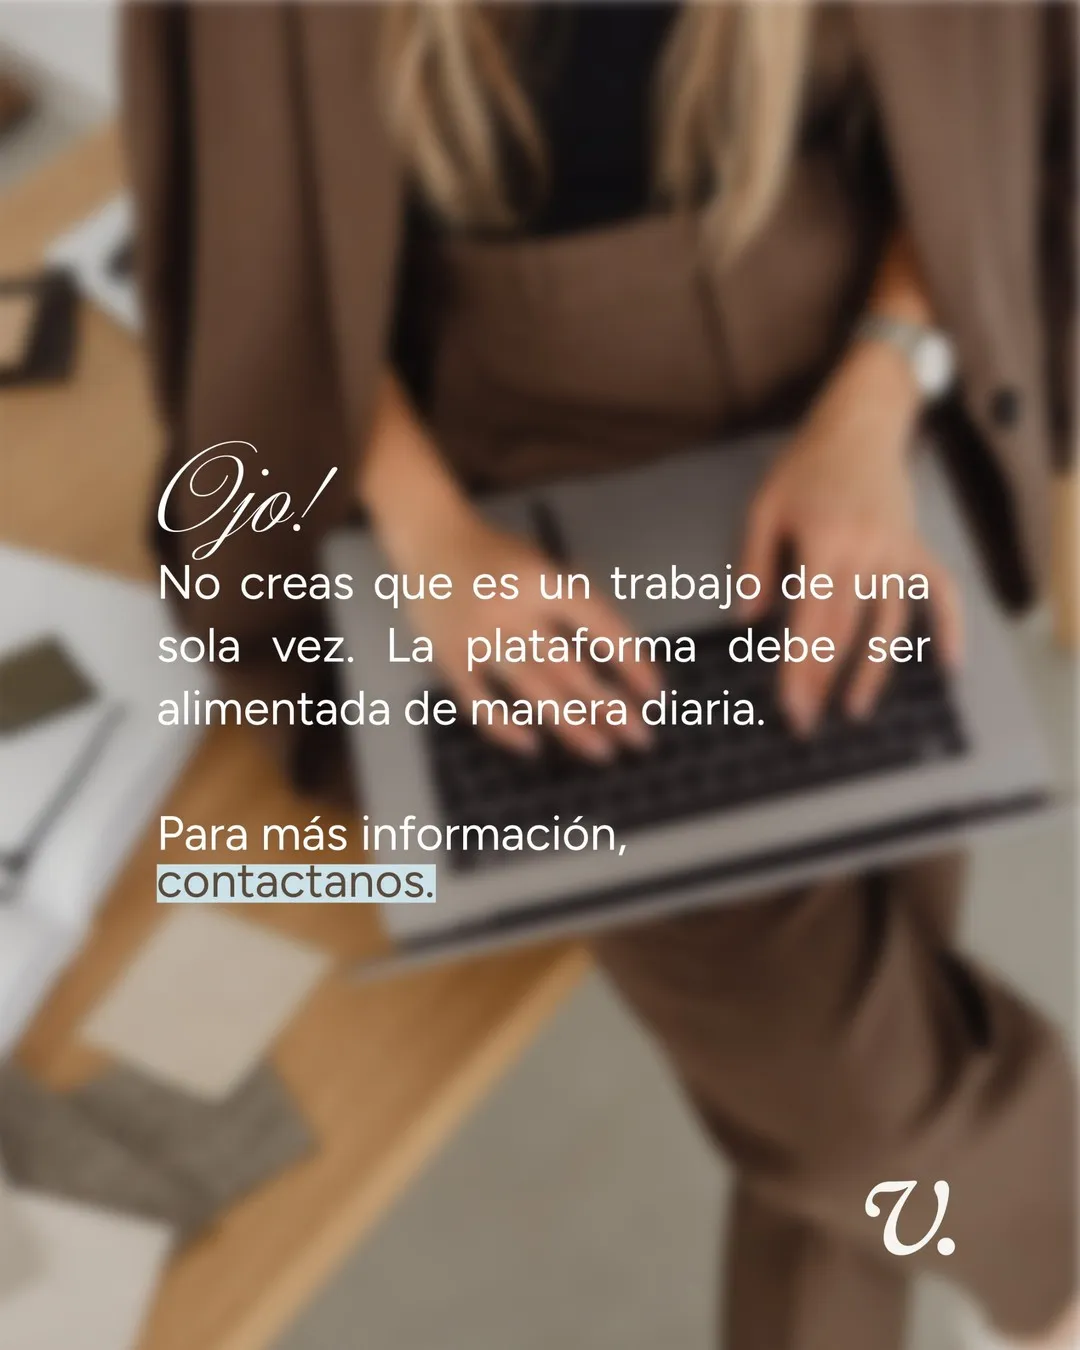 Ojo!
No creas que es un trabajo de una
sola vez. La plataforma debe ser
alimentada de manera diaria.
Para más información,
contactanos.
V.